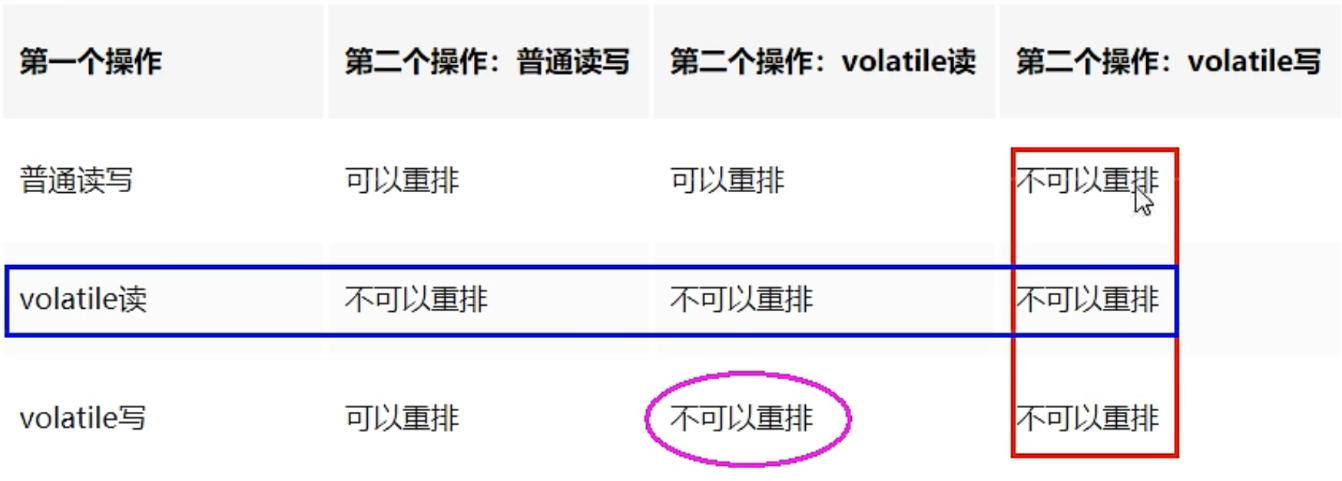 第一个操作 第二个操作：普通读写 第二个操作：volatile读 第二个操作：volatile写
普通读写 可以重排 可以重排 不可以重排
volatile读 不可以重排 不可以重排 不可以重排
volatile写 可以重排 不可以重排 不可以重排